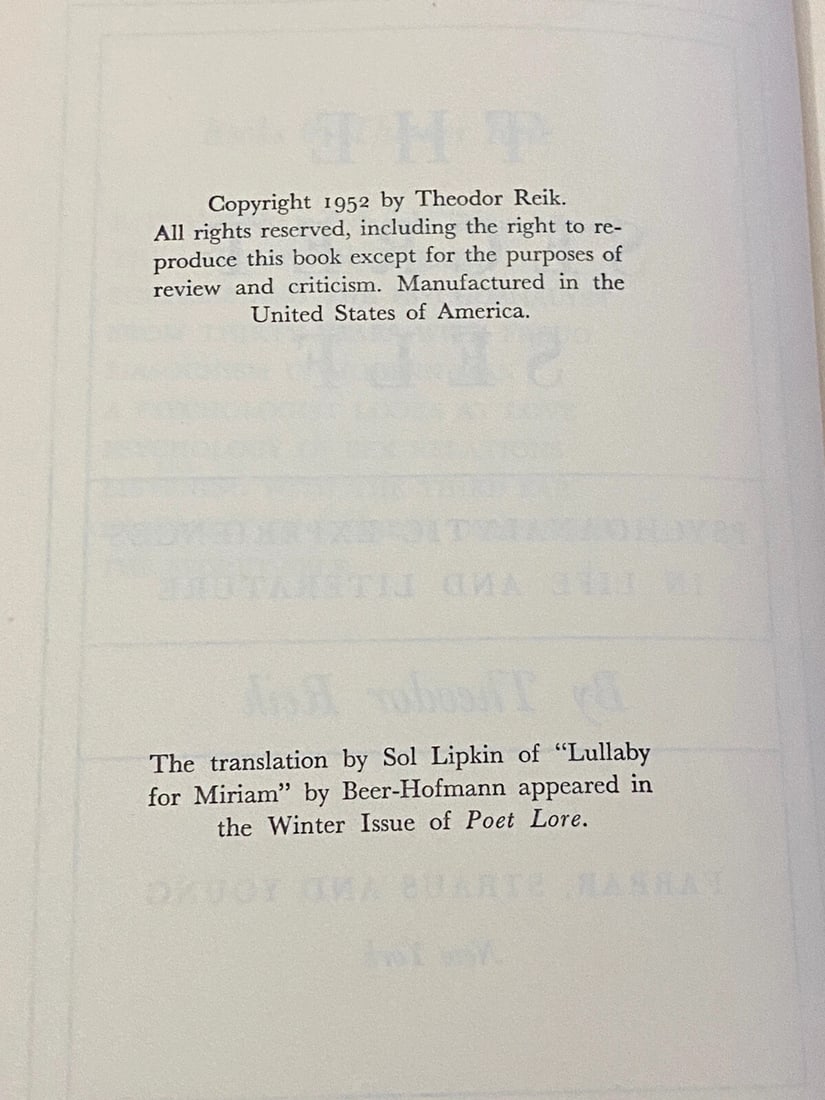 Copyright 1952 by Theodor Reik.
All rights reserved, including the right to re-
produce this book except for the purposes of
review and criticism. Manufactured in the
United States of America.
The translation by Sol Lipkin of “Lullaby
for Miriam” by Beer-Hofmann appeared in
the Winter Issue of Poet Lore.